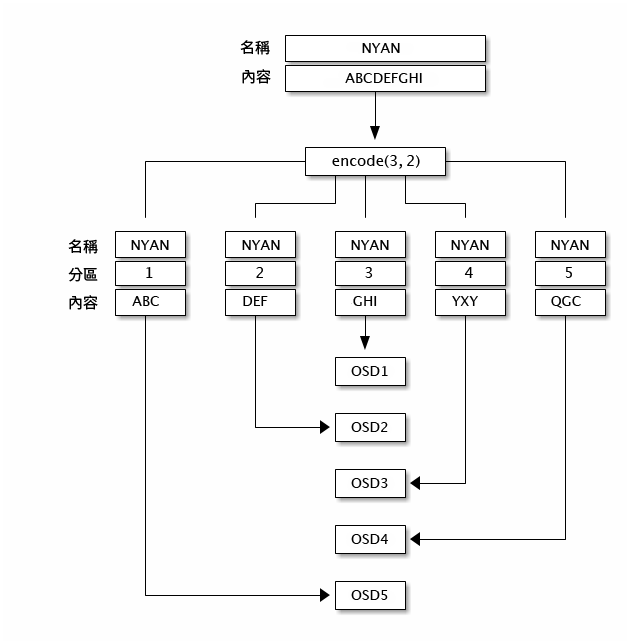 名稱 NYAN
內容 ABCDEFGHI
encode(3,2)
名稱 NYAN NYAN NYAN NYAN NYAN
分區 1 2 3 4 5
內容 ABC DEF GHI YXY QGC
OSD1
OSD2
OSD3
OSD4
OSD5